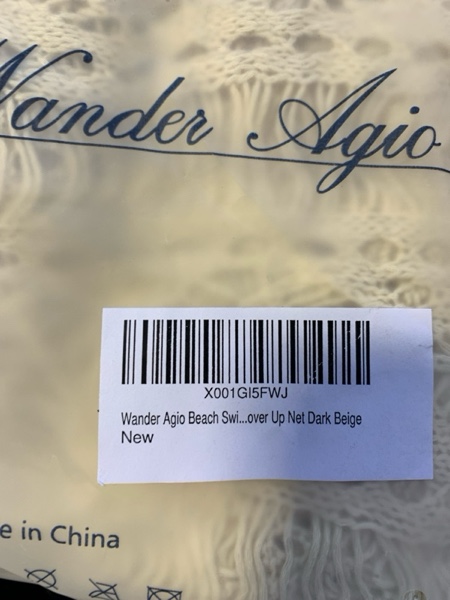 Wander Agio
X001GI5FWJ
Wander Agio Beach Swi...over Up Net Dark Beige
New
e in China